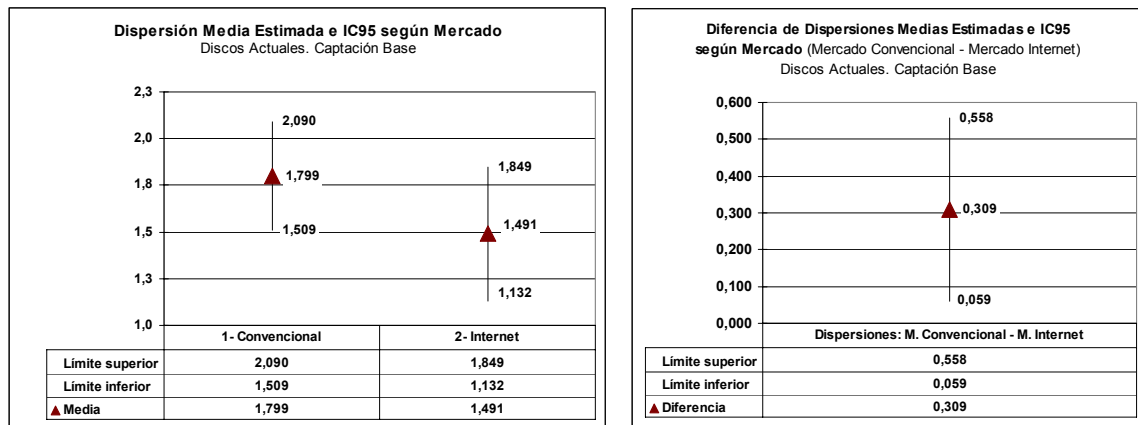 Dispersión Media Estimada e IC95 según Mercado
Discos Actuales. Captación Base
2,3
2,0
1,8
1,5
1,3
1,0
2,090
1,799
1,509
1,849
1,491
1,132
1- Convencional 2- Internet
Límite superior 2,090 1,849
Límite inferior 1,509 1,132
Media 1,799 1,491
Diferencia de Dispersiones Medias Estimadas e IC95
según Mercado (Mercado Convencional - Mercado Internet)
Discos Actuales. Captación Base
0,600
0,500
0,400
0,300
0,200
0,100
0,000
0,558
0,309
0,059
Dispersiones: M. Convencional - M. Internet
Límite superior 0,558
Límite inferior 0,059
Diferencia 0,309